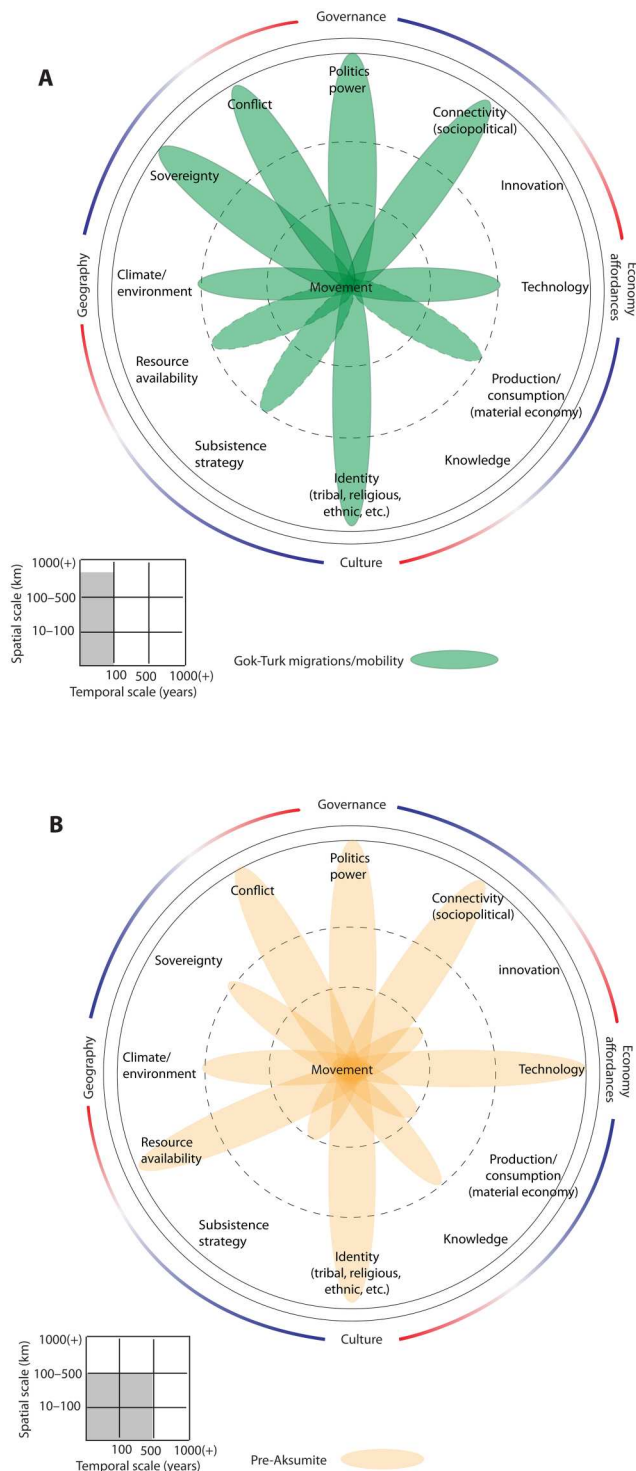 Governance
A
Politics
power
Conflict
Connectivity
(sociopolitical)
Sovereignty
Innovation
Geography
Climate/
environment
Movement
Technology
Economy
affordances
Resource
availability
Production/
consumption
(material economy)
Subsistence
strategy
Knowledge
Identity
(tribal, religious,
ethnic, etc.)
Culture
Spatial scale (km)
1000(+)
100–500
10–100
100 500 1000(+)
Temporal scale (years)
Gok-Turk migrations/mobility
Governance
B
Politics
power
Conflict
Connectivity
(sociopolitical)
Sovereignty
innovation
Geography
Climate/
environment
Movement
Technology
Economy
affordances
Resource
availability
Production/
consumption
(material economy)
Subsistence
strategy
Knowledge
Identity
(tribal, religious,
ethnic, etc.)
Culture
Spatial scale (km)
1000(+)
100–500
10–100
100 500 1000(+)
Temporal scale (years)
Pre-Aksumite